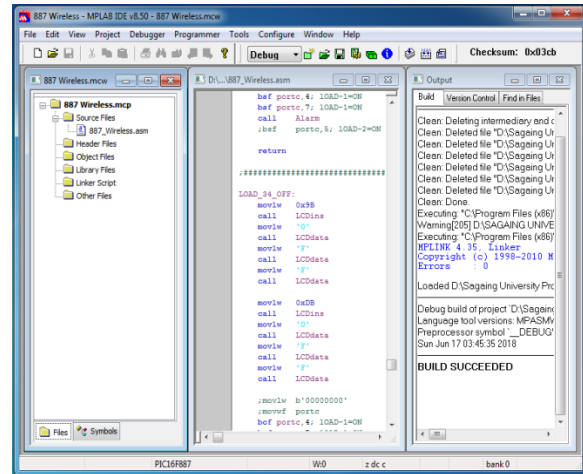 887 Wireless - MPLAB IDE v8.50 - 887 Wireless.mcw
File Edit View Project Debugger Programmer Tools Configure Window Help
Debug
Checksum: 0x03cb
887 Wireless.mcw
887 Wireless.mcp
Source Files
887_Wireless.asm
Header Files
Object Files
Library Files
Linker Script
Other Files
Files Symbols
D:\...\887_Wireless.asm
bsf portc,4; lOAD-1=ON
bsf portc,7; lOAD-1=ON
call Alarm
;bsf portc,5; lOAD-2=ON
return
;##############################
LOAD_34_OFF:
movlw 0x9B
call LCDins
movlw 'O'
call LCDdata
movlw 'F'
call LCDdata
movlw 'F'
call LCDdata
movlw 0xDB
call LCDins
movlw 'O'
call LCDdata
movlw 'F'
call LCDdata
movlw 'F'
call LCDdata
;movlw b'00000000'
;movwf portc
bcf portc,4; lOAD-1=ON
Output
Build Version Control Find in Files
Clean: Deleting intermediary and
Clean: Deleted file "D:\Sagaing Ur
Clean: Deleted file "D:\Sagaing Ur
Clean: Deleted file "D:\Sagaing Ur
Clean: Deleted file "D:\Sagaing Ur
Clean: Deleted file "D:\Sagaing Ur
Clean: Done.
Executing: "C:\Program Files (x86)'
Warning[205] D:\SAGAING UNIVE
Executing: "C:\Program Files (x86)'
MPLINK 4.35, Linker
Copyright (c) 1998-2010 M
Errors : 0
Loaded D:\Sagaing University Pro
Debug build of project `D:\Sagaing
Language tool versions: MPASMW
Preprocessor symbol `__DEBUG'
Sun Jun 17 03:45:35 2018
BUILD SUCCEEDED
PIC16F887 W:0 z dc c bank 0